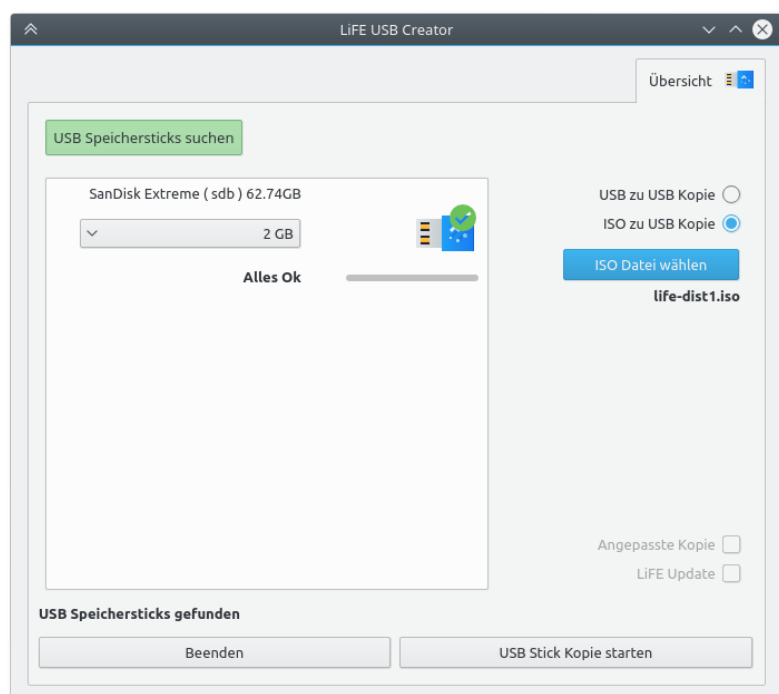 LiFE USB Creator
Übersicht
USB Speichersticks suchen
SanDisk Extreme ( sdb ) 62.74GB
2 GB
Alles Ok
USB zu USB Kopie
ISO zu USB Kopie
ISO Datei wählen
life-dist1.iso
Angepasste Kopie
LiFE Update
USB Speichersticks gefunden
Beenden
USB Stick Kopie starten